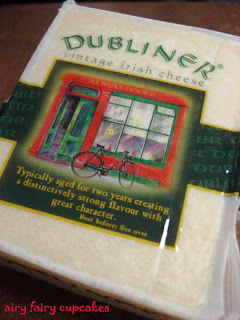 DUBLINER®
vintage Irish cheese
O'SULLIVAN'S
Typically aged for two years creating
a distinctively strong flavour with
great character.
Best before: See over
airy fairy cupcakes